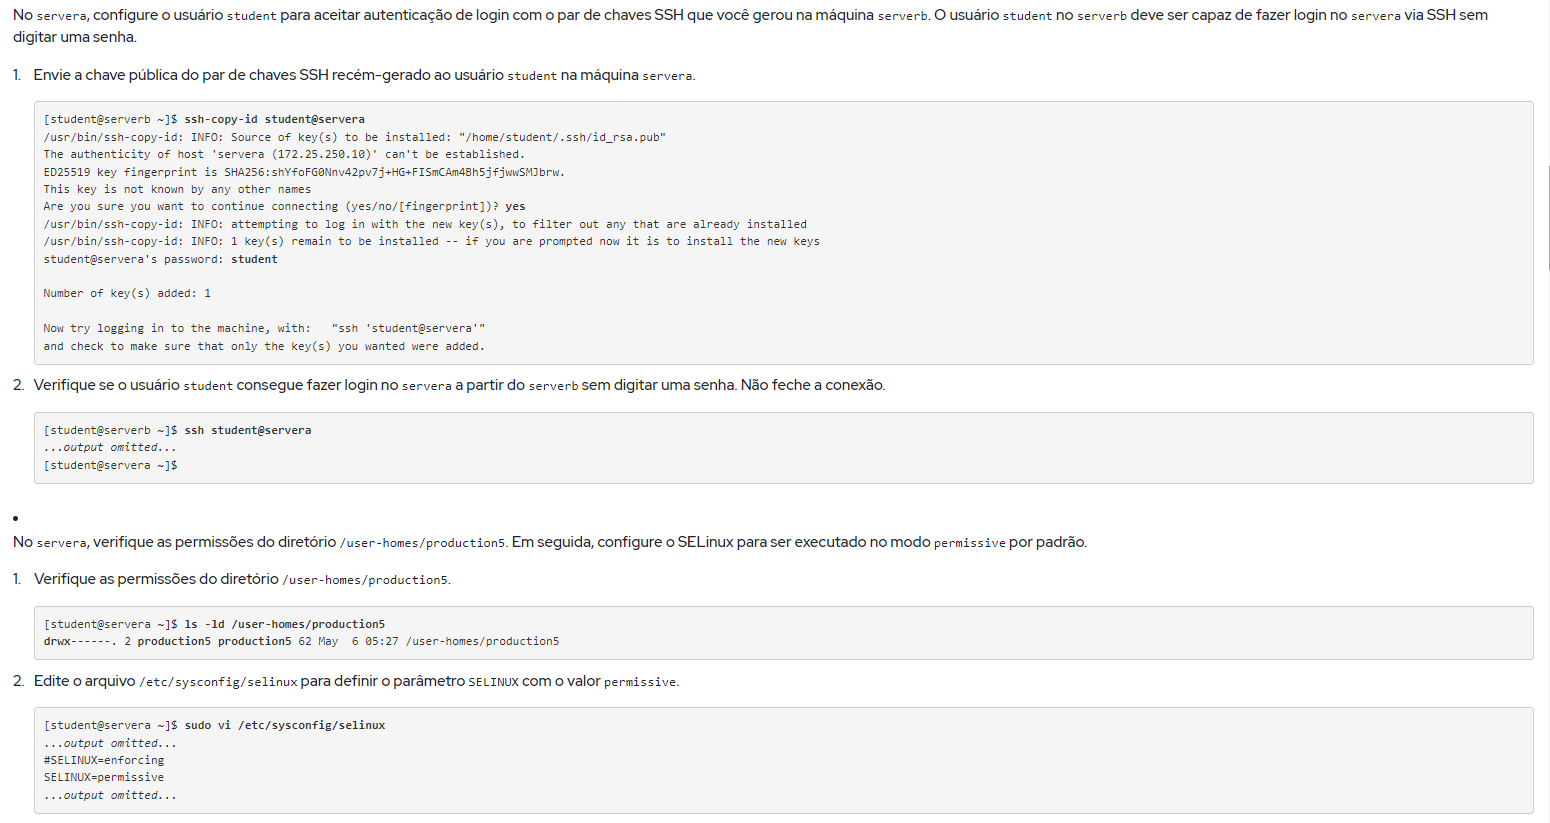 No servera, configure o usuário student para aceitar autenticação de login com o par de chaves SSH que você gerou na máquina serverb. O usuário student no serverb deve ser capaz de fazer login no servera via SSH sem
digitar uma senha.
1. Envie a chave pública do par de chaves SSH recém-gerado ao usuário student na máquina servera.
[student@serverb ~]$ ssh-copy-id student@servera
/usr/bin/ssh-copy-id: INFO: Source of key(s) to be installed: "/home/student/.ssh/id_rsa.pub"
The authenticity of host 'servera (172.25.250.10)' can't be established.
ED25519 key fingerprint is SHA256:shYfoFG0Nnv42pv7j+HG+FISmCAm4Bh5jfjwwSMJbrw.
This key is not known by any other names
Are you sure you want to continue connecting (yes/no/[fingerprint])? yes
/usr/bin/ssh-copy-id: INFO: attempting to log in with the new key(s), to filter out any that are already installed
/usr/bin/ssh-copy-id: INFO: 1 key(s) remain to be installed -- if you are prompted now it is to install the new keys
student@servera's password: student
Number of key(s) added: 1
Now try logging in to the machine, with:   "ssh 'student@servera'"
and check to make sure that only the key(s) you wanted were added.
2. Verifique se o usuário student consegue fazer login no servera a partir do serverb sem digitar uma senha. Não feche a conexão.
[student@serverb ~]$ ssh student@servera
...output omitted...
[student@servera ~]$
•
No servera, verifique as permissões do diretório /user-homes/production5. Em seguida, configure o SELinux para ser executado no modo permissive por padrão.
1. Verifique as permissões do diretório /user-homes/production5.
[student@servera ~]$ ls -ld /user-homes/production5
drwx------. 2 production5 production5 62 May  6 05:27 /user-homes/production5
2. Edite o arquivo /etc/sysconfig/selinux para definir o parâmetro SELINUX com o valor permissive.
[student@servera ~]$ sudo vi /etc/sysconfig/selinux
...output omitted...
#SELINUX=enforcing
SELINUX=permissive
...output omitted...